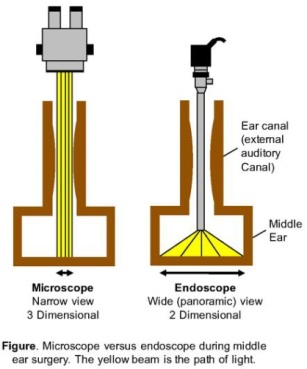 Ear canal
(external
auditory
Canal)
Middle
Ear
Microscope
Narrow view
3 Dimensional
Endoscope
Wide (panoramic) view
2 Dimensional
Figure. Microscope versus endoscope during middle
ear surgery. The yellow beam is the path of light.